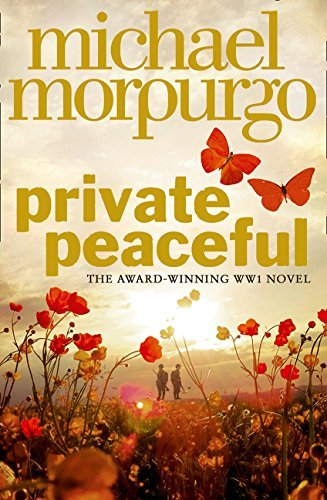 michael
morpurgo
private
peaceful
THE AWARD-WINNING WW1 NOVEL